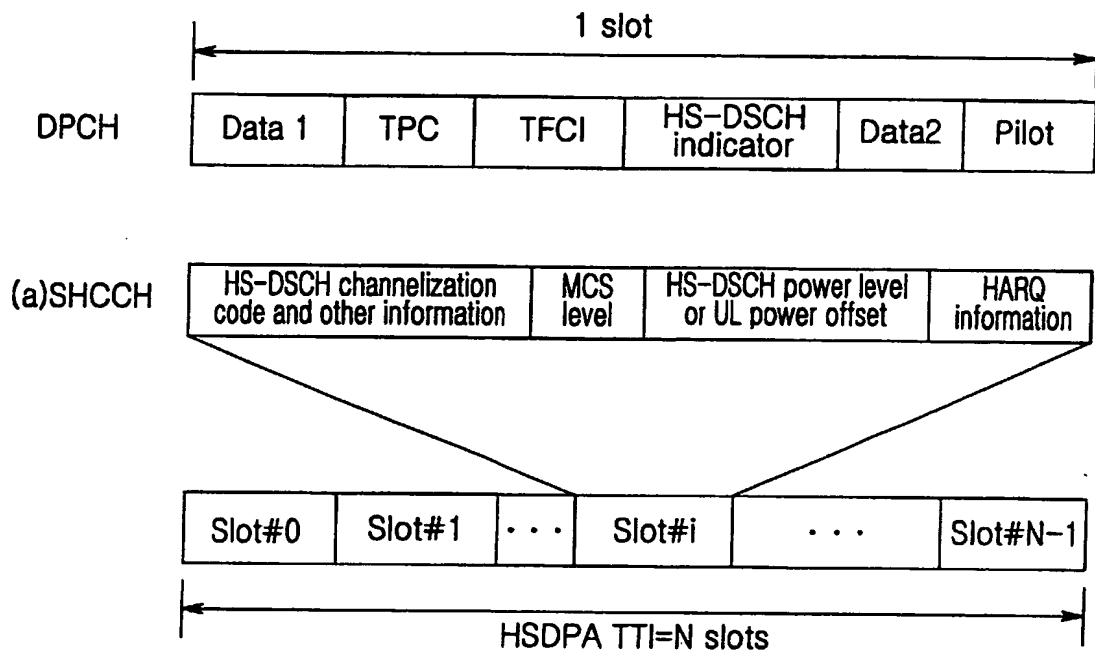 1 slot
DPCH
Data 1
TPC
TFCI
HS-DSCH
indicator
Data2
Pilot
(a)SHCCH
HS-DSCH channelization
code and other information
MCS
level
HS-DSCH power level
or UL power offset
HARQ
information
Slot#0
Slot#1
···
Slot#i
···
Slot#N-1
HSDPA TTI=N slots